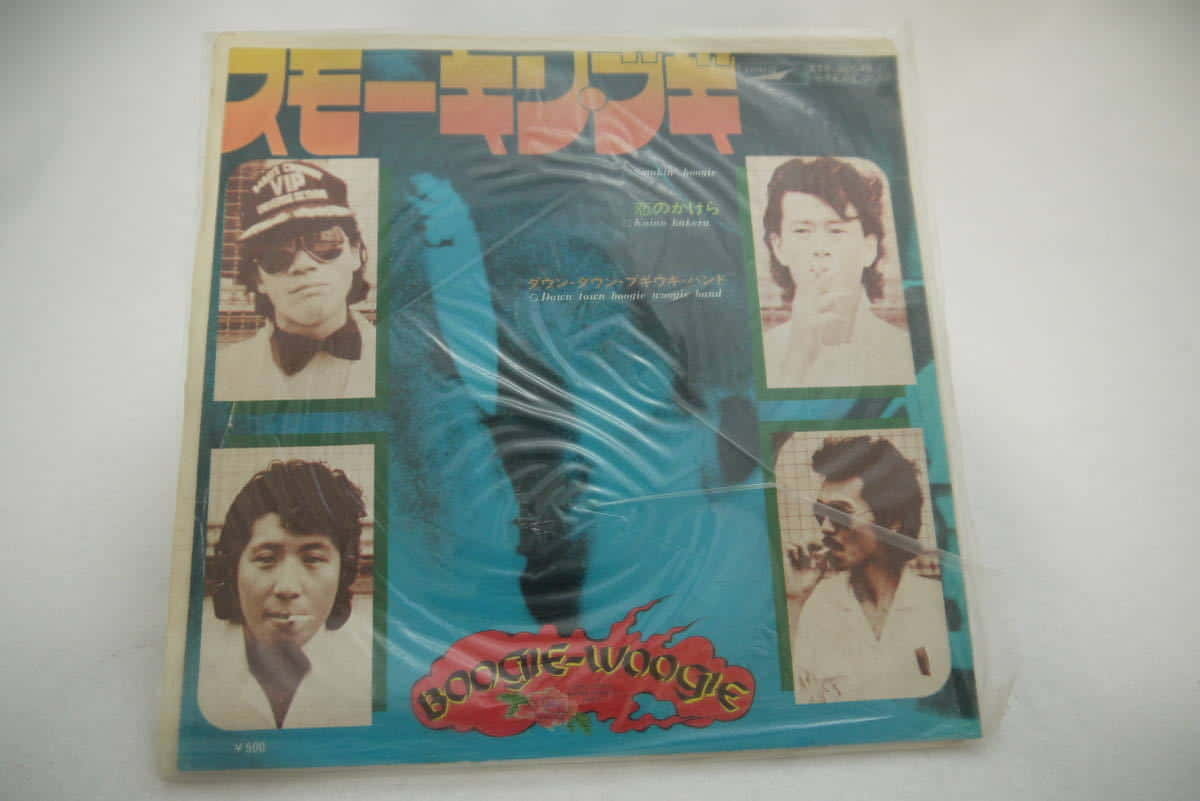 スモーキン・ブギ
Smokin' boogie
恋のかけら
Koino kakera
ダウン・タウン・ブギウギ・バンド
Down town boogie woogie band
VIP
BOOGIE-WOOGIE
¥500